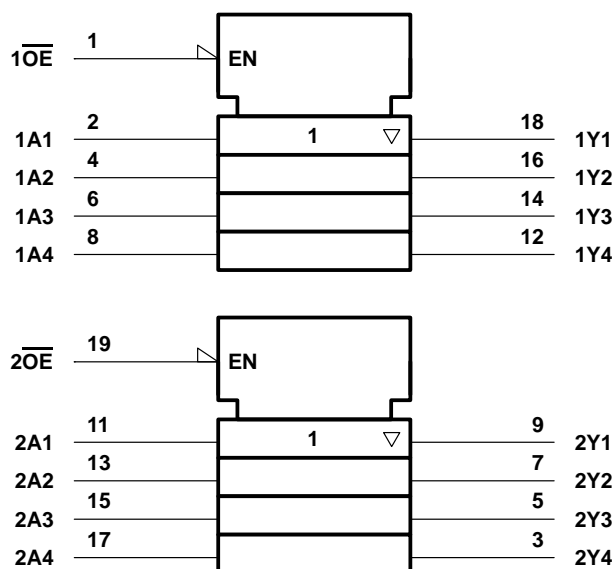 1O̅E̅ 1 EN
1A1 2 1 18 1Y1
1A2 4 16 1Y2
1A3 6 14 1Y3
1A4 8 12 1Y4
2O̅E̅ 19 EN
2A1 11 1 9 2Y1
2A2 13 7 2Y2
2A3 15 5 2Y3
2A4 17 3 2Y4